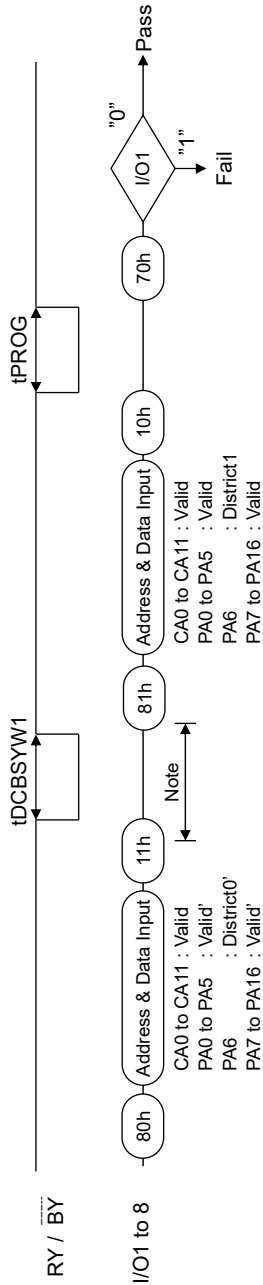 tDCBSYW1
tPROG
RY / BY
I/O1 to 8
80h
Address & Data Input
11h
81h
Address & Data Input
10h
70h
I/O1
”0”
Pass
”1”
Fail
Note
CA0 to CA11 : Valid
PA0 to PA5 : Valid’
PA6 : District0’
PA7 to PA16 : Valid’
CA0 to CA11 : Valid
PA0 to PA5 : Valid
PA6 : District1
PA7 to PA16 : Valid